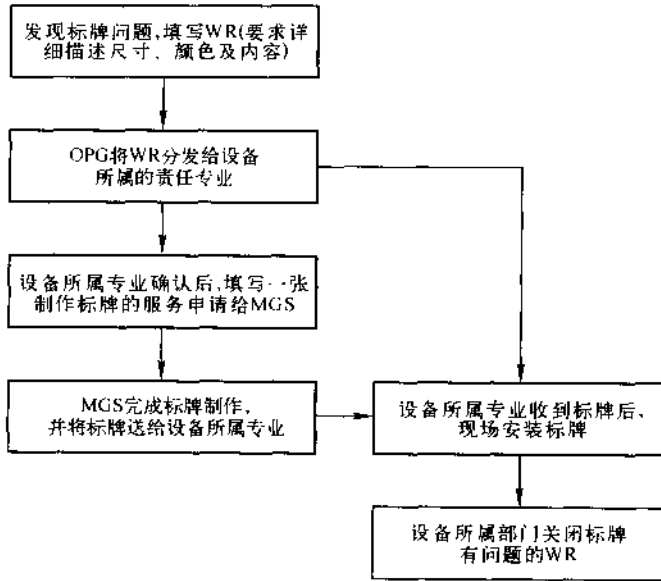 发现标牌问题,填写WR(要求详
细描述尺寸、颜色及内容)
OPG将WR分发给设备
所属的责任专业
设备所属专业确认后,填写一张
制作标牌的服务申请给MGS
MGS完成标牌制作,
并将标牌送给设备所属专业
设备所属专业收到标牌后、
现场安装标牌
设备所属部门关闭标牌
有问题的WR